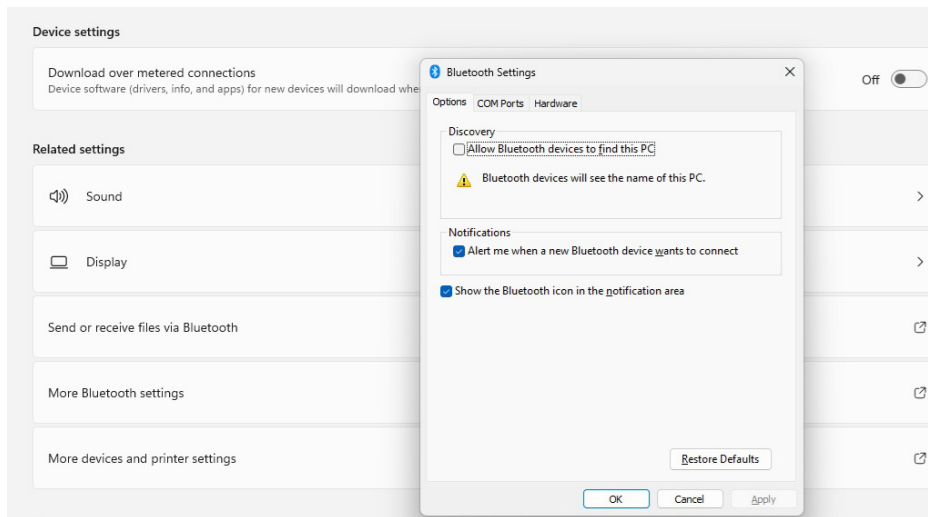 Device settings
Download over metered connections
Device software (drivers, info, and apps) for new devices will download
Off
Related settings
Sound
Display
Send or receive files via Bluetooth
More Bluetooth settings
More devices and printer settings
Bluetooth Settings
Options COM Ports Hardware
Discovery
Allow Bluetooth devices to find this PC
Bluetooth devices will see the name of this PC.
Notifications
Alert me when a new Bluetooth device wants to connect
Show the Bluetooth icon in the notification area
Restore Defaults
OK Cancel Apply